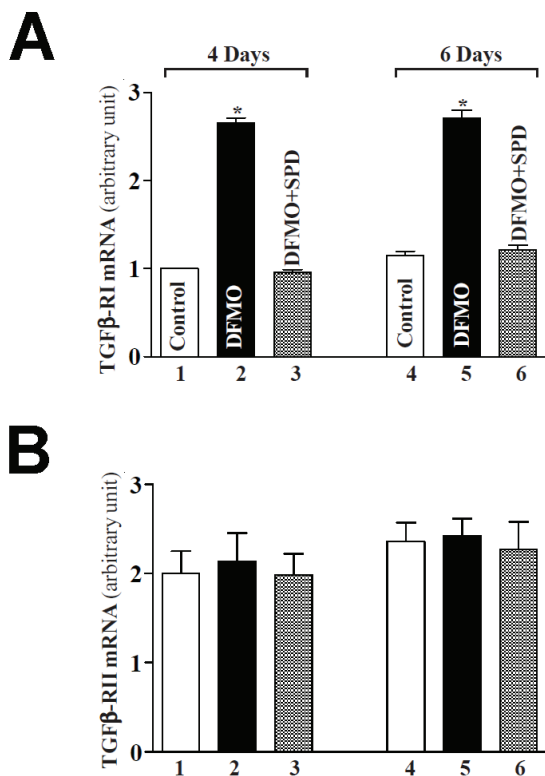 A
4 Days
6 Days
TGFβ-RI mRNA (arbitrary unit)
3
2
1
0
*
*
Control
DFMO
DFMO+SPD
Control
DFMO
DFMO+SPD
1
2
3
4
5
6
B
TGFβ-RII mRNA (arbitrary unit)
3
2
1
0
1
2
3
4
5
6